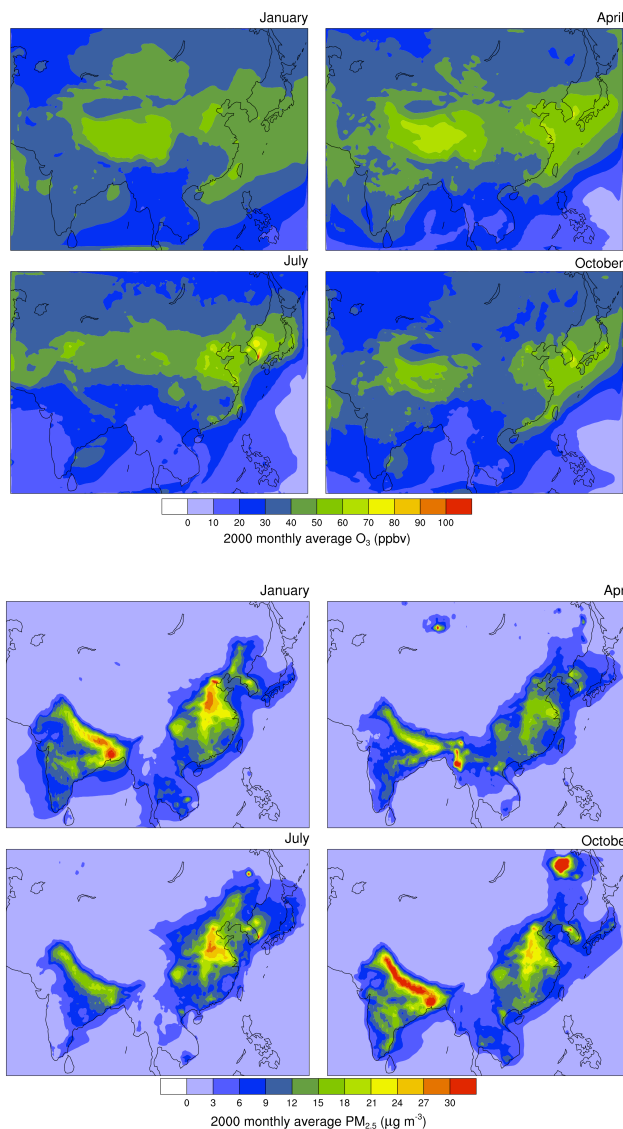 January
April
July
October
0 10 20 30 40 50 60 70 80 90 100
2000 monthly average O₃ (ppbv)
January
Apr
July
October
0 3 6 9 12 15 18 21 24 27 30
2000 monthly average PM₂.₅ (μg m⁻³)